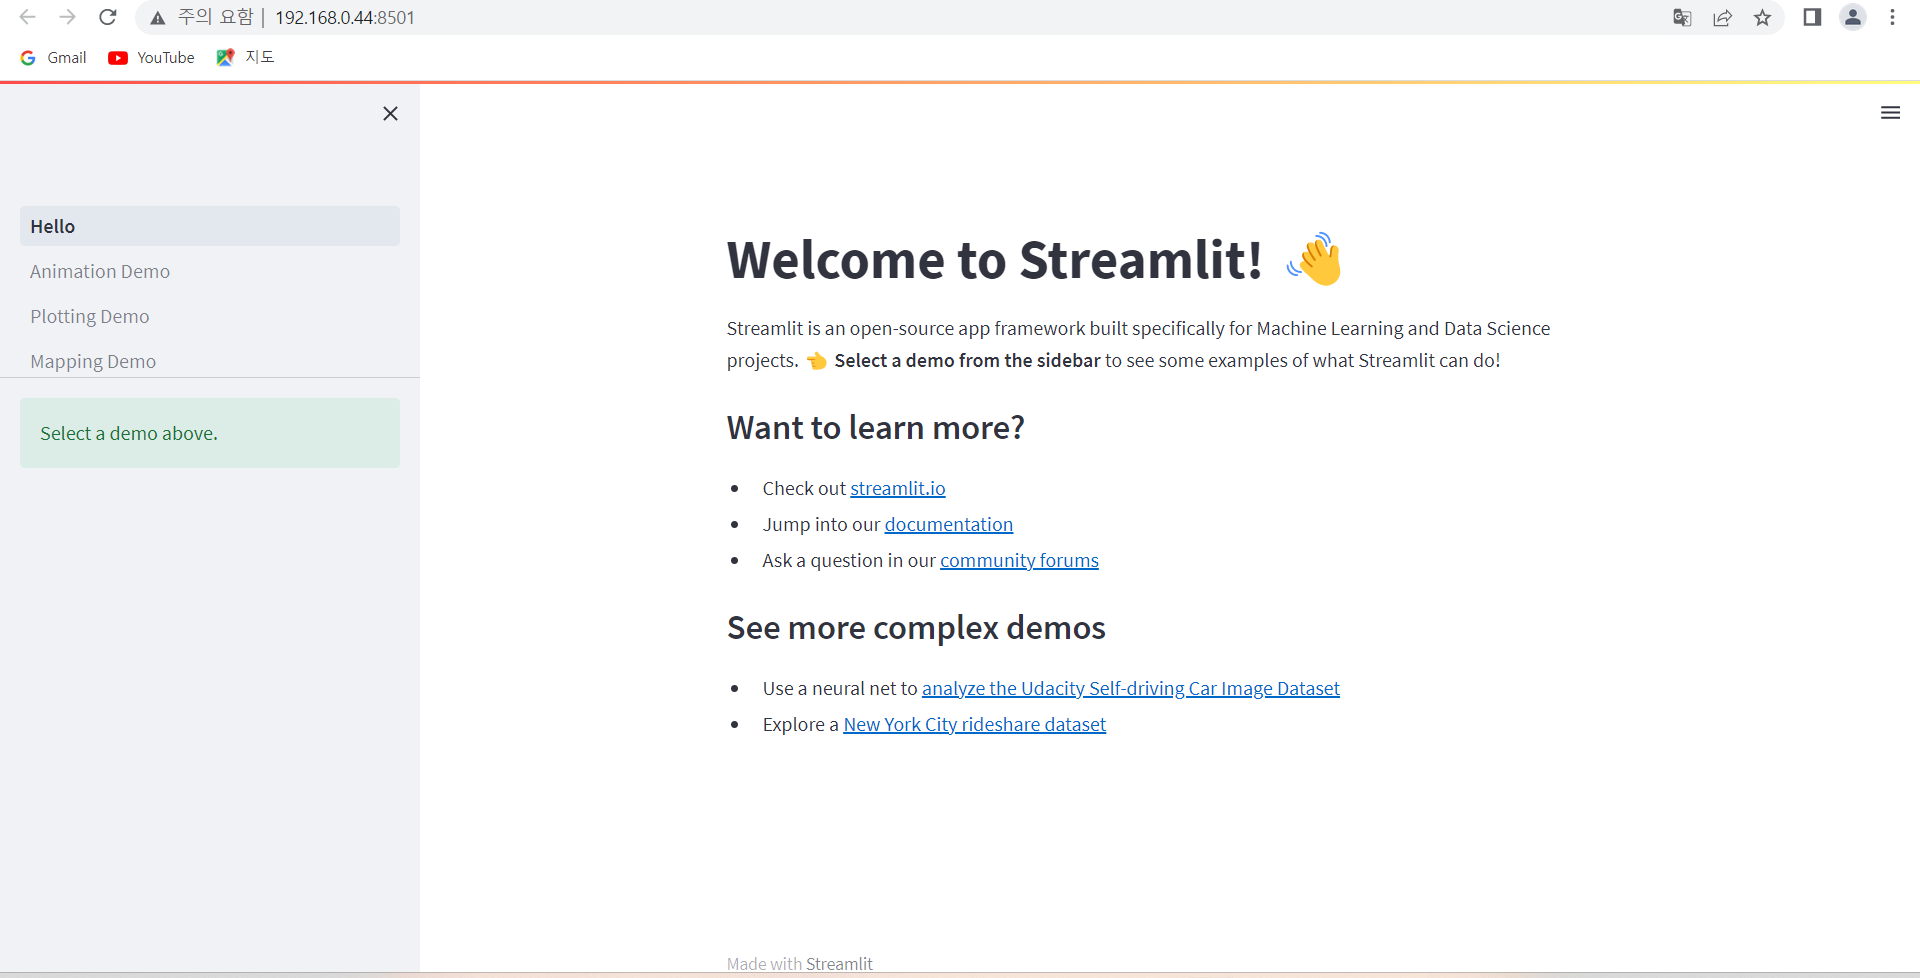 주의 요함 | 192.168.0.44:8501
Gmail YouTube 지도
Hello
Animation Demo
Plotting Demo
Mapping Demo
Select a demo above.
Welcome to Streamlit! 👋
Streamlit is an open-source app framework built specifically for Machine Learning and Data Science
projects. 👈 Select a demo from the sidebar to see some examples of what Streamlit can do!
Want to learn more?
• Check out streamlit.io
• Jump into our documentation
• Ask a question in our community forums
See more complex demos
• Use a neural net to analyze the Udacity Self-driving Car Image Dataset
• Explore a New York City rideshare dataset
Made with Streamlit